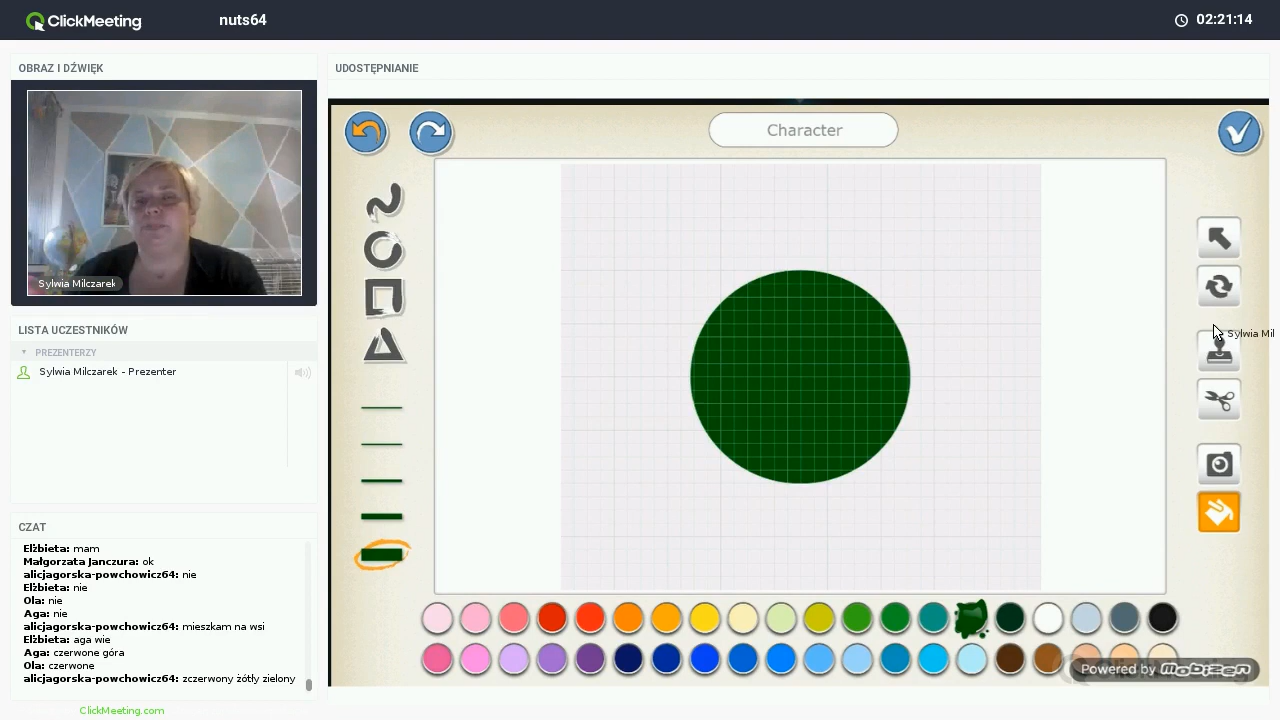 ClickMeeting
nuts64
02:21:14
OBRAZ I DŹWIĘK
UDOSTĘPNIANIE
Sylwia Milczarek
Character
LISTA UCZESTNIKÓW
PREZENTERZY
Sylwia Milczarek - Prezenter
Sylwia Mil
CZAT
Elżbieta: mam
Małgorzata Janczura: ok
alicjagorska-powchowicz64: nie
Elżbieta: nie
Ola: nie
Aga: nie
alicjagorska-powchowicz64: mieszkam na wsi
Elżbieta: aga wie
Aga: czerwone góra
Ola: czerwone
alicjagorska-powchowicz64: zczerwony żótły zielony
Powered by mobizen
ClickMeeting.com